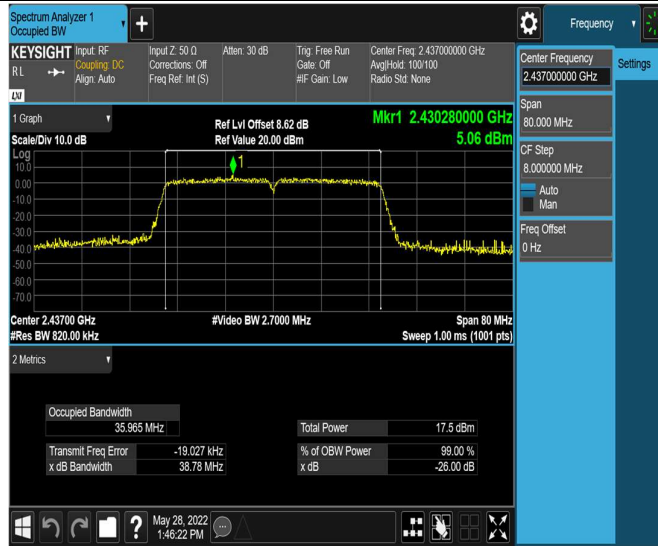 Spectrum Analyzer 1
Occupied BW
Frequency
KEYSIGHT
R L
LXI
Input: RF
Coupling: DC
Align: Auto
Input Z: 50 Ω
Corrections: Off
Freq Ref: Int (S)
Atten: 30 dB
Trig: Free Run
Gate: Off
#IF Gain: Low
Center Freq: 2.437000000 GHz
Avg|Hold: 100/100
Radio Std: None
Center Frequency
2.437000000 GHz
Settings
Span
80.000 MHz
CF Step
8.000000 MHz
Auto
Man
Freq Offset
0 Hz
1 Graph
Scale/Div 10.0 dB
Ref Lvl Offset 8.62 dB
Ref Value 20.00 dBm
Mkr1 2.430280000 GHz
5.06 dBm
Log
1
10.0
0.00
-10.0
-20.0
-30.0
-40.0
-50.0
-60.0
-70.0
Center 2.43700 GHz
#Res BW 820.00 kHz
#Video BW 2.7000 MHz
Span 80 MHz
Sweep 1.00 ms (1001 pts)
2 Metrics
Occupied Bandwidth
35.965 MHz
Total Power 17.5 dBm
Transmit Freq Error -19.027 kHz
% of OBW Power 99.00 %
x dB Bandwidth 38.78 MHz
x dB -26.00 dB
May 28, 2022
1:46:22 PM